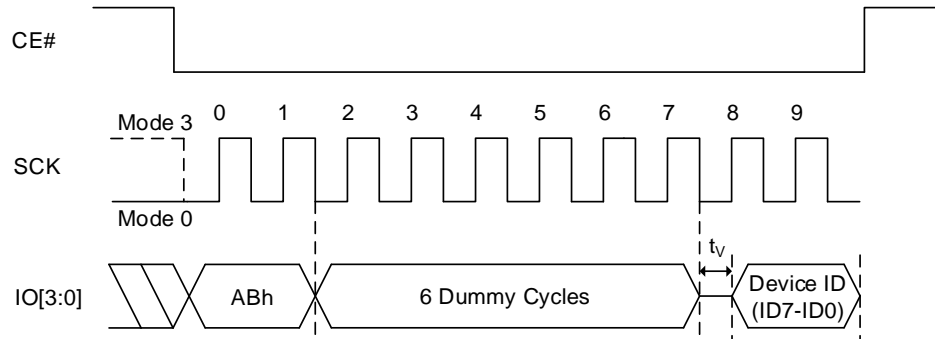 CE#
0 1 2 3 4 5 6 7 8 9
Mode 3
SCK
Mode 0
tV
IO[3:0]
ABh
6 Dummy Cycles
Device ID
(ID7-ID0)